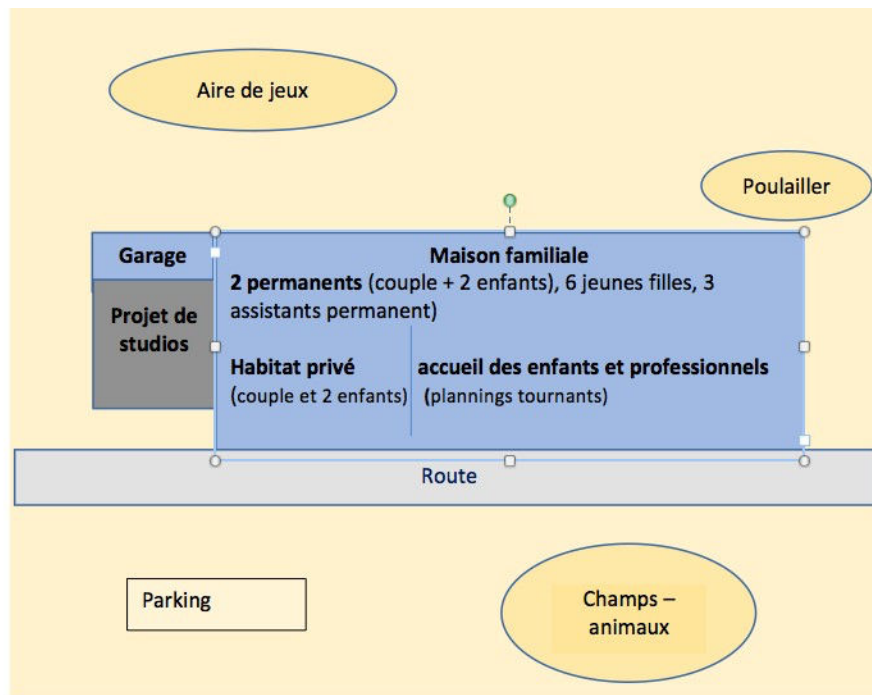 Aire de jeux
Poulailler
Garage
Maison familiale
2 permanents (couple + 2 enfants), 6 jeunes filles, 3
assistants permanent)
Projet de
studios
Habitat privé
(couple et 2 enfants)
accueil des enfants et professionnels
(plannings tournants)
Route
Parking
Champs –
animaux